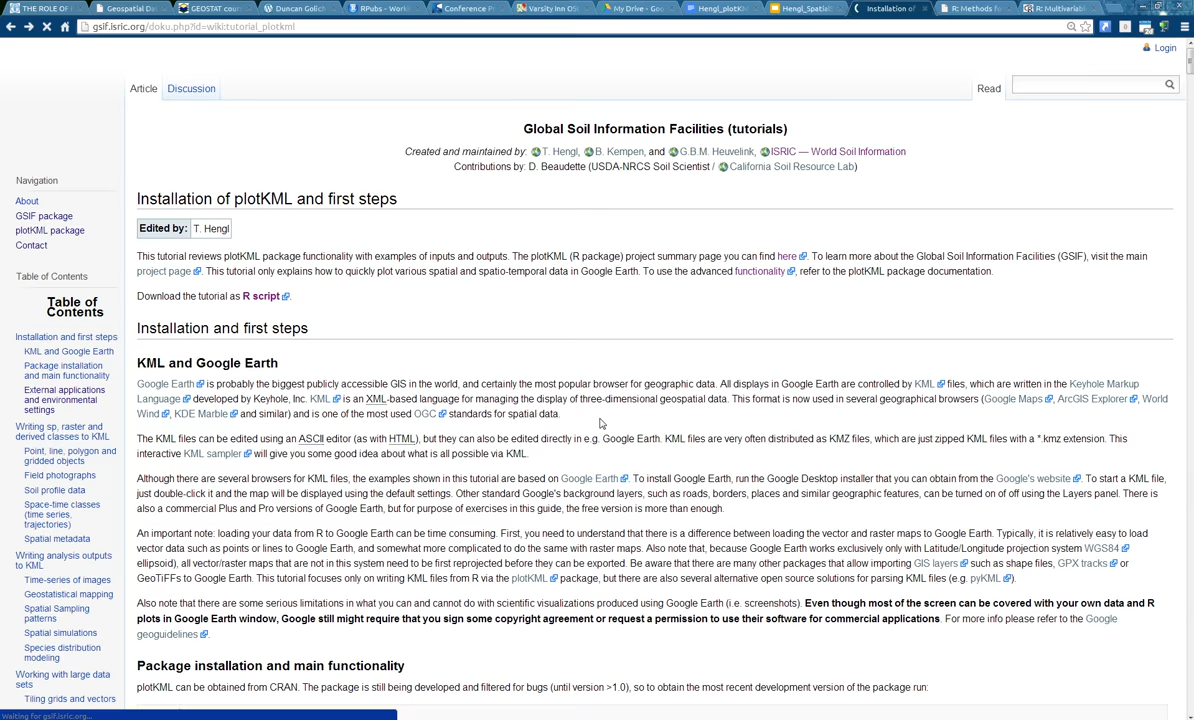 THE ROLE OF
Geospatial Da
GEOSTAT cour
Duncan Golich
RPubs - Work
Conference P
Varsity Inn OS
My Drive - Goo
Hengl_plotK
Hengl_Spatial
Installation of
R: Methods fo
R: Multivariabl
gsif.isric.org/doku.php?id=wiki:tutorial_plotkml
Login
Article
Discussion
Read
Global Soil Information Facilities (tutorials)
Created and maintained by: T. Hengl, B. Kempen, and G.B.M. Heuvelink, ISRIC — World Soil Information
Contributions by: D. Beaudette (USDA-NRCS Soil Scientist / California Soil Resource Lab)
Navigation
About
GSIF package
plotKML package
Contact
Table of Contents
Table of
Contents
Installation and first steps
KML and Google Earth
Package installation
and main functionality
External applications
and environmental
settings
Writing sp, raster and
derived classes to KML
Point, line, polygon and
gridded objects
Field photographs
Soil profile data
Space-time classes
(time series,
trajectories)
Spatial metadata
Writing analysis outputs
to KML
Time-series of images
Geostatistical mapping
Spatial Sampling
patterns
Spatial simulations
Species distribution
modeling
Working with large data
sets
Tiling grids and vectors
Installation of plotKML and first steps
Edited by: T. Hengl
This tutorial reviews plotKML package functionality with examples of inputs and outputs. The plotKML (R package) project summary page you can find here. To learn more about the Global Soil Information Facilities (GSIF), visit the main
project page. This tutorial only explains how to quickly plot various spatial and spatio-temporal data in Google Earth. To use the advanced functionality, refer to the plotKML package documentation.
Download the tutorial as R script.
Installation and first steps
KML and Google Earth
Google Earth is probably the biggest publicly accessible GIS in the world, and certainly the most popular browser for geographic data. All displays in Google Earth are controlled by KML files, which are written in the Keyhole Markup
Language developed by Keyhole, Inc. KML is an XML-based language for managing the display of three-dimensional geospatial data. This format is now used in several geographical browsers (Google Maps, ArcGIS Explorer, World
Wind, KDE Marble and similar) and is one of the most used OGC standards for spatial data.
The KML files can be edited using an ASCII editor (as with HTML), but they can also be edited directly in e.g. Google Earth. KML files are very often distributed as KMZ files, which are just zipped KML files with a *.kmz extension. This
interactive KML sampler will give you some good idea about what is all possible via KML.
Although there are several browsers for KML files, the examples shown in this tutorial are based on Google Earth. To install Google Earth, run the Google Desktop installer that you can obtain from the Google's website. To start a KML file,
just double-click it and the map will be displayed using the default settings. Other standard Google's background layers, such as roads, borders, places and similar geographic features, can be turned on of off using the Layers panel. There is
also a commercial Plus and Pro versions of Google Earth, but for purpose of exercises in this guide, the free version is more than enough.
An important note: loading your data from R to Google Earth can be time consuming. First, you need to understand that there is a difference between loading the vector and raster maps to Google Earth. Typically, it is relatively easy to load
vector data such as points or lines to Google Earth, and somewhat more complicated to do the same with raster maps. Also note that, because Google Earth works exclusively only with Latitude/Longitude projection system WGS84
ellipsoid), all vector/raster maps that are not in this system need to be first reprojected before they can be exported. Be aware that there are many other packages that allow importing GIS layers such as shape files, GPX tracks or
GeoTiFFs to Google Earth. This tutorial focuses only on writing KML files from R via the plotKML package, but there are also several alternative open source solutions for parsing KML files (e.g. pyKML).
Also note that there are some serious limitations in what you can and cannot do with scientific visualizations produced using Google Earth (i.e. screenshots). Even though most of the screen can be covered with your own data and R
plots in Google Earth window, Google still might require that you sign some copyright agreement or request a permission to use their software for commercial applications. For more info please refer to the Google
geoguidelines.
Package installation and main functionality
plotKML can be obtained from CRAN. The package is still being developed and filtered for bugs (until version >1.0), so to obtain the most recent development version of the package run:
Waiting for gsif.isric.org...